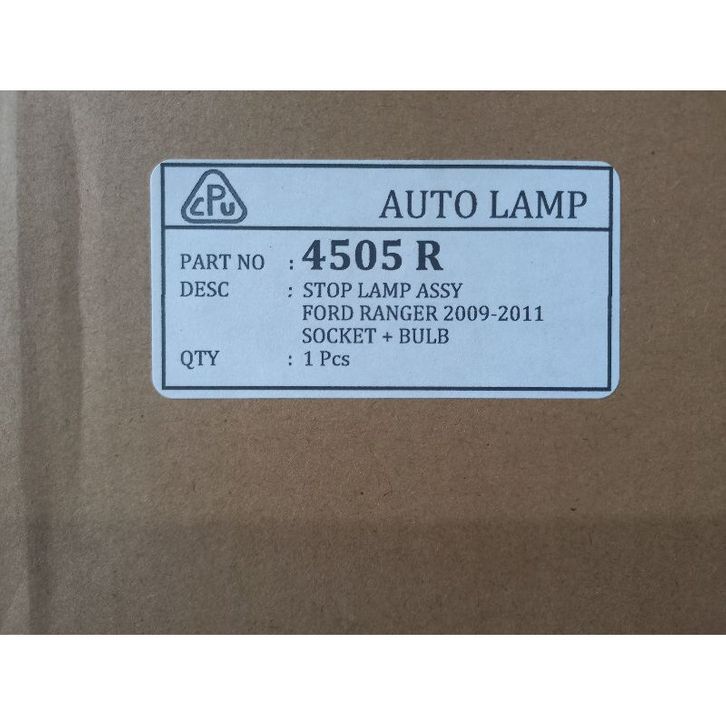 CPU
AUTO LAMP
PART NO : 4505 R
DESC : STOP LAMP ASSY
FORD RANGER 2009-2011
SOCKET + BULB
QTY : 1 Pcs